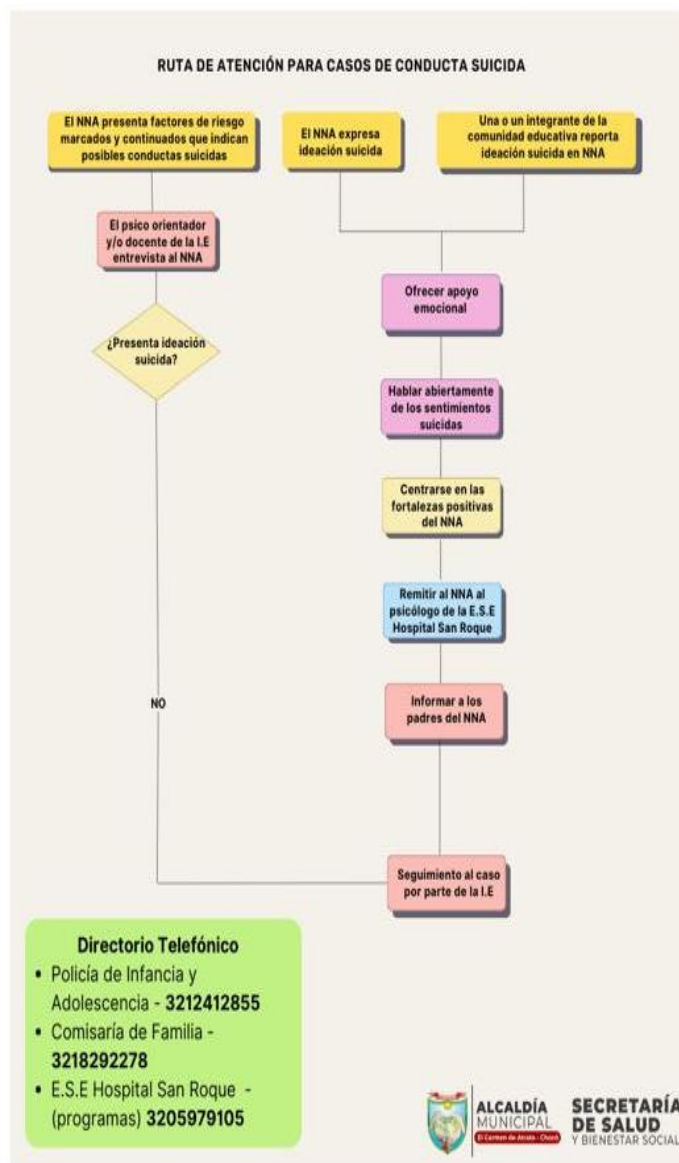 RUTA DE ATENCIÓN PARA CASOS DE CONDUCTA SUICIDA
El NNA presenta factores de riesgo
marcados y continuados que indican
posibles conductas suicidas
El NNA expresa
ideación suicida
Una o un integrante de la
comunidad educativa reporta
ideación suicida en NNA
El psico orientador
y/o docente de la I.E
entrevista al NNA
¿Presenta ideación
suicida?
Ofrecer apoyo
emocional
Hablar abiertamente
de los sentimientos
suicidas
Centrarse en las
fortalezas positivas
del NNA
Remitir al NNA al
psicólogo de la E.S.E
Hospital San Roque
Informar a los
padres del NNA
NO
Seguimiento al caso
por parte de la I.E
Directorio Telefónico
• Policía de Infancia y
Adolescencia - 3212412855
• Comisaría de Familia -
3218292278
• E.S.E Hospital San Roque -
(programas) 3205979105
ALCALDÍA
MUNICIPAL
El Carmen de Atrato - Chocó
SECRETARÍA
DE SALUD
Y BIENESTAR SOCIAL